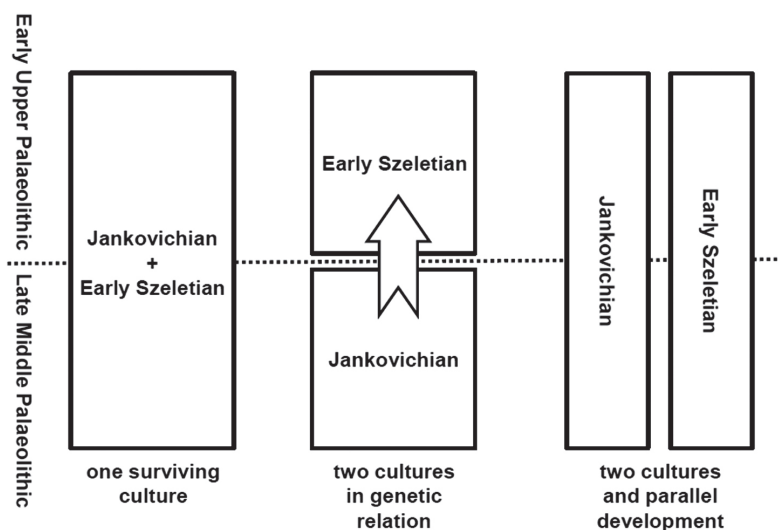 Early Upper Palaeolithic
Late Middle Palaeolithic
Jankovichian
+
Early Szeletian
one surviving
culture
Early Szeletian
Jankovichian
two cultures
in genetic
relation
Jankovichian
Early Szeletian
two cultures
and parallel
development